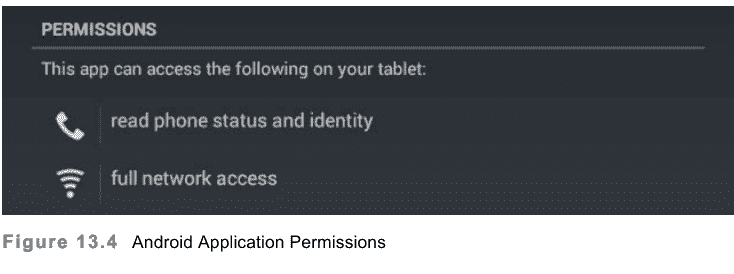 PERMISSIONS
This app can access the following on your tablet:
read phone status and identity
full network access
Figure 13.4 Android Application Permissions